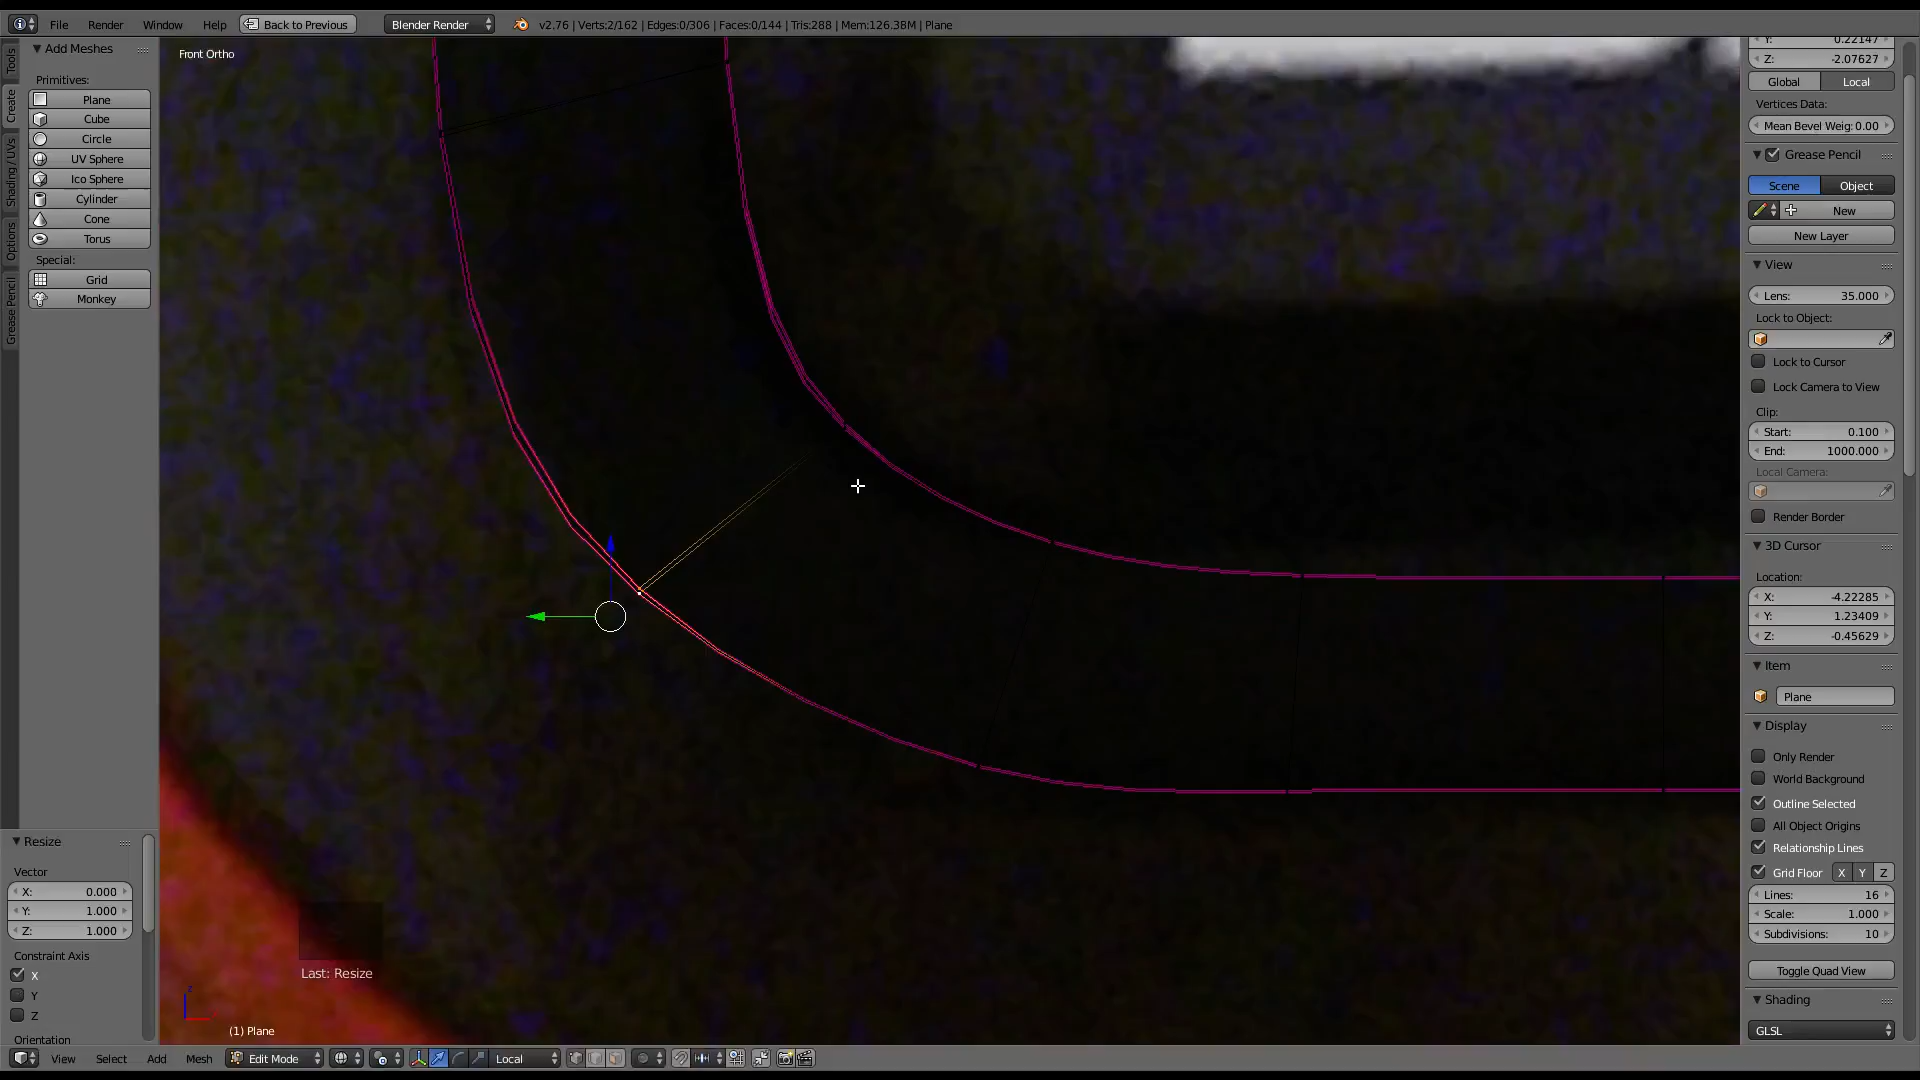 File
Render
Window
Help
Back to Previous
Blender Render
v2.76 | Verts:2/162 | Edges:0/306 | Faces:0/144 | Tris:288 | Mem:126.38M | Plane
Tools
Create
Shading / UVs
Options
Grease Pencil
Add Meshes
Primitives:
Plane
Cube
Circle
UV Sphere
Ico Sphere
Cylinder
Cone
Torus
Special:
Grid
Monkey
Resize
Vector
X: 0.000
Y: 1.000
Z: 1.000
Constraint Axis
X
Y
Z
Orientation
Front Ortho
Last: Resize
(1) Plane
Z
Y: 0.22147
Z: -2.07627
Global
Local
Vertices Data:
Mean Bevel Weig: 0.00
Grease Pencil
Scene
Object
New
New Layer
View
Lens: 35.000
Lock to Object:
Lock to Cursor
Lock Camera to View
Clip:
Start: 0.100
End: 1000.000
Local Camera:
Render Border
3D Cursor
Location:
X: -4.22285
Y: 1.23409
Z: -0.45629
Item
Plane
Display
Only Render
World Background
Outline Selected
All Object Origins
Relationship Lines
Grid Floor X Y Z
Lines: 16
Scale: 1.000
Subdivisions: 10
Toggle Quad View
Shading
GLSL
View
Select
Add
Mesh
Edit Mode
Local